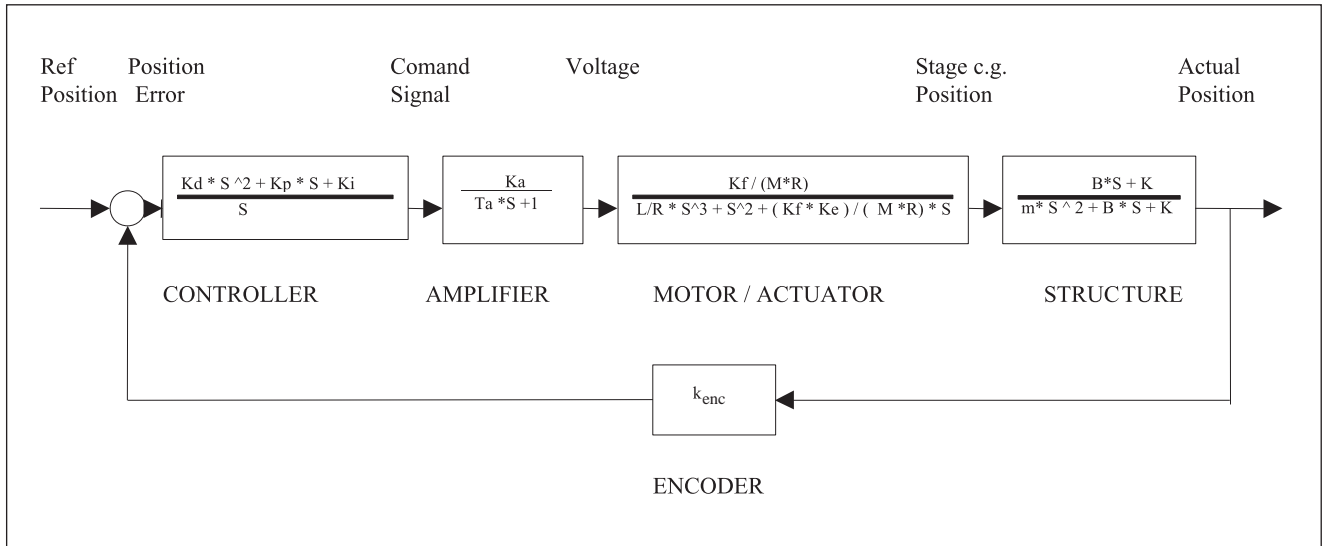 Ref Position Comand Voltage Stage c.g. Actual
Position Error Signal Position Position
Kd * S ^2 + Kp * S + Ki
S
Ka
Ta *S +1
Kf / (M*R)
L/R * S^3 + S^2 + ( Kf * Ke ) / ( M *R) * S
B*S + K
m* S ^ 2 + B * S + K
CONTROLLER AMPLIFIER MOTOR / ACTUATOR STRUCTURE
kenc
ENCODER